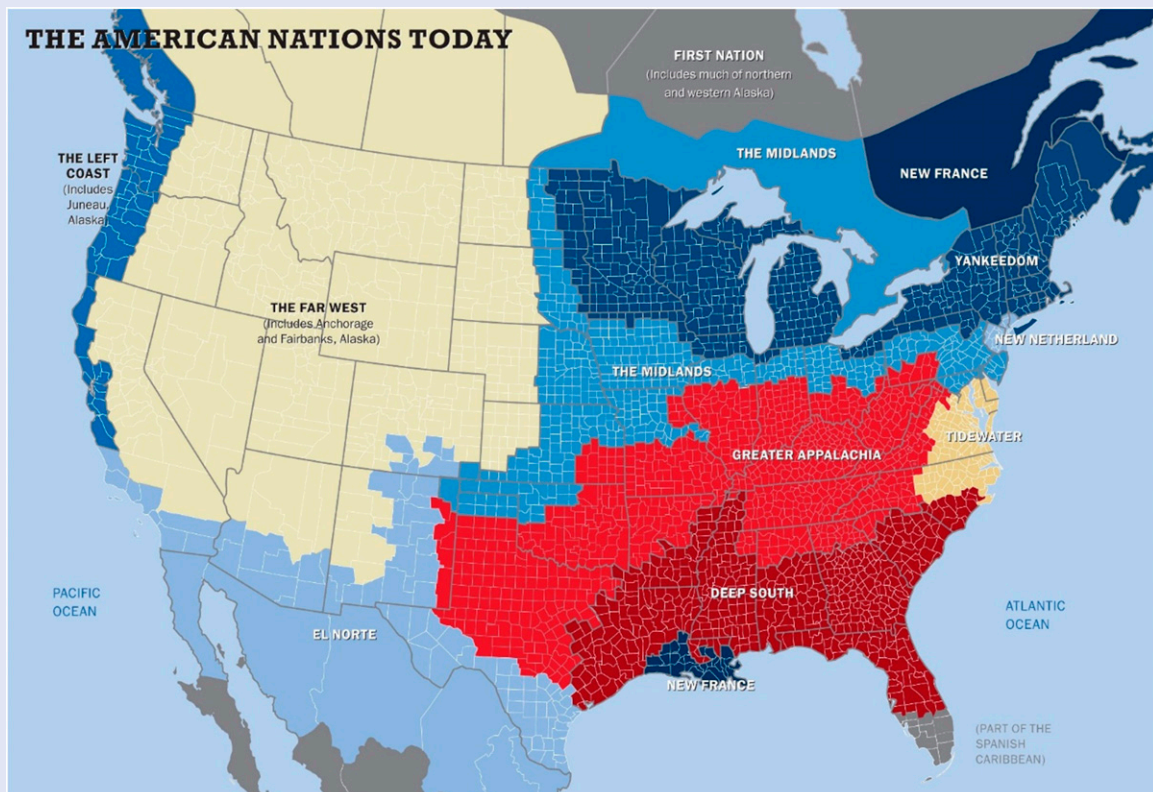 THE AMERICAN NATIONS TODAY
FIRST NATION
(Includes much of northern
and western Alaska)
THE LEFT
COAST
(Includes
Juneau,
Alaska)
THE MIDLANDS
NEW FRANCE
YANKEEDOM
THE FAR WEST
(Includes Anchorage
and Fairbanks, Alaska)
NEW NETHERLAND
THE MIDLANDS
TIDEWATER
GREATER APPALACHIA
PACIFIC
OCEAN
DEEP SOUTH
ATLANTIC
OCEAN
EL NORTE
NEW FRANCE
(PART OF THE
SPANISH
CARIBBEAN)